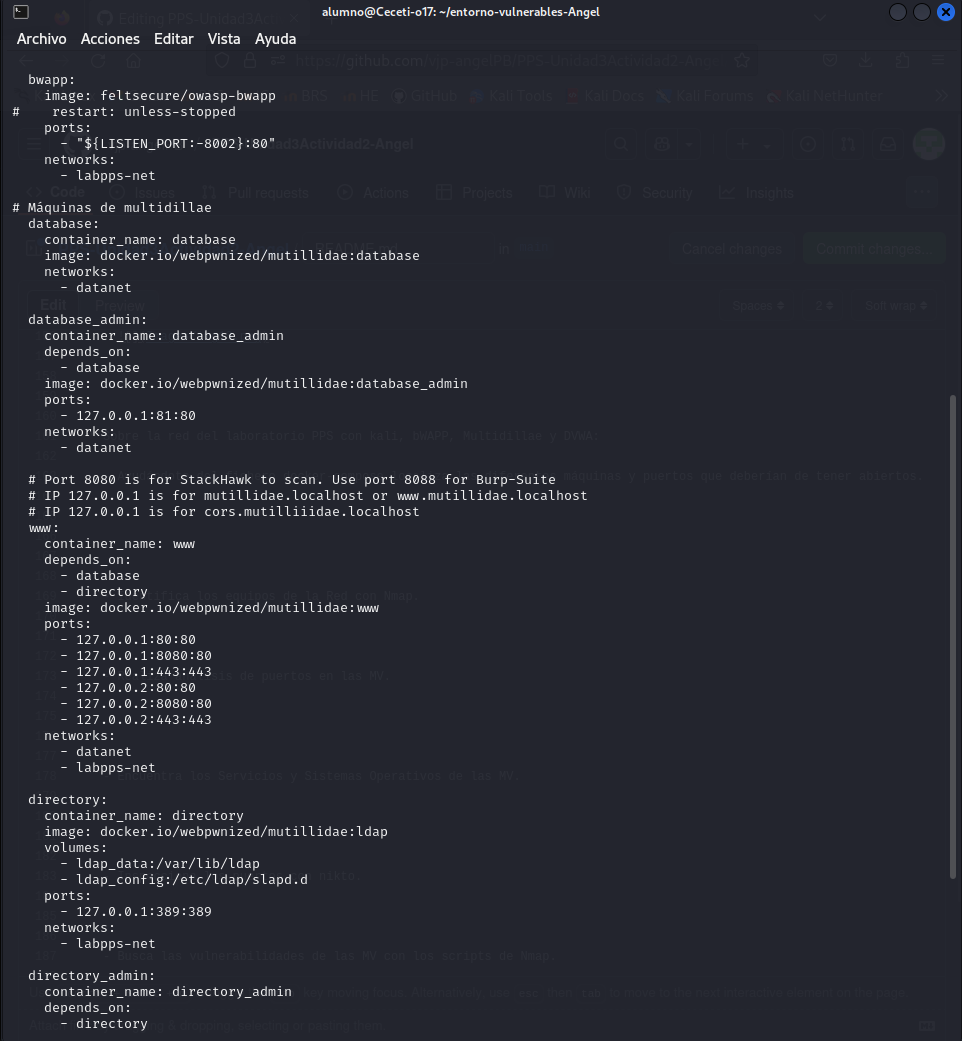 alumno@Ceceti-o17: ~/entorno-vulnerables-Angel
Archivo Acciones Editar Vista Ayuda
  bwapp:
    image: feltsecure/owasp-bwapp
#    restart: unless-stopped
    ports:
      - "${LISTEN_PORT:-8002}:80"
    networks:
      - labpps-net
# Máquinas de multidillae
  database:
    container_name: database
    image: docker.io/webpwnized/mutillidae:database
    networks:
      - datanet
  database_admin:
    container_name: database_admin
    depends_on:
      - database
    image: docker.io/webpwnized/mutillidae:database_admin
    ports:
      - 127.0.0.1:81:80
    networks:
      - datanet
  # Port 8080 is for StackHawk to scan. Use port 8088 for Burp-Suite
  # IP 127.0.0.1 is for mutillidae.localhost or www.mutillidae.localhost
  # IP 127.0.0.1 is for cors.mutilliiidae.localhost
  www:
    container_name: www
    depends_on:
      - database
      - directory
    image: docker.io/webpwnized/mutillidae:www
    ports:
      - 127.0.0.1:80:80
      - 127.0.0.1:8080:80
      - 127.0.0.1:443:443
      - 127.0.0.2:80:80
      - 127.0.0.2:8080:80
      - 127.0.0.2:443:443
    networks:
      - datanet
      - labpps-net
  directory:
    container_name: directory
    image: docker.io/webpwnized/mutillidae:ldap
    volumes:
      - ldap_data:/var/lib/ldap
      - ldap_config:/etc/ldap/slapd.d
    ports:
      - 127.0.0.1:389:389
    networks:
      - labpps-net
  directory_admin:
    container_name: directory_admin
    depends_on:
      - directory